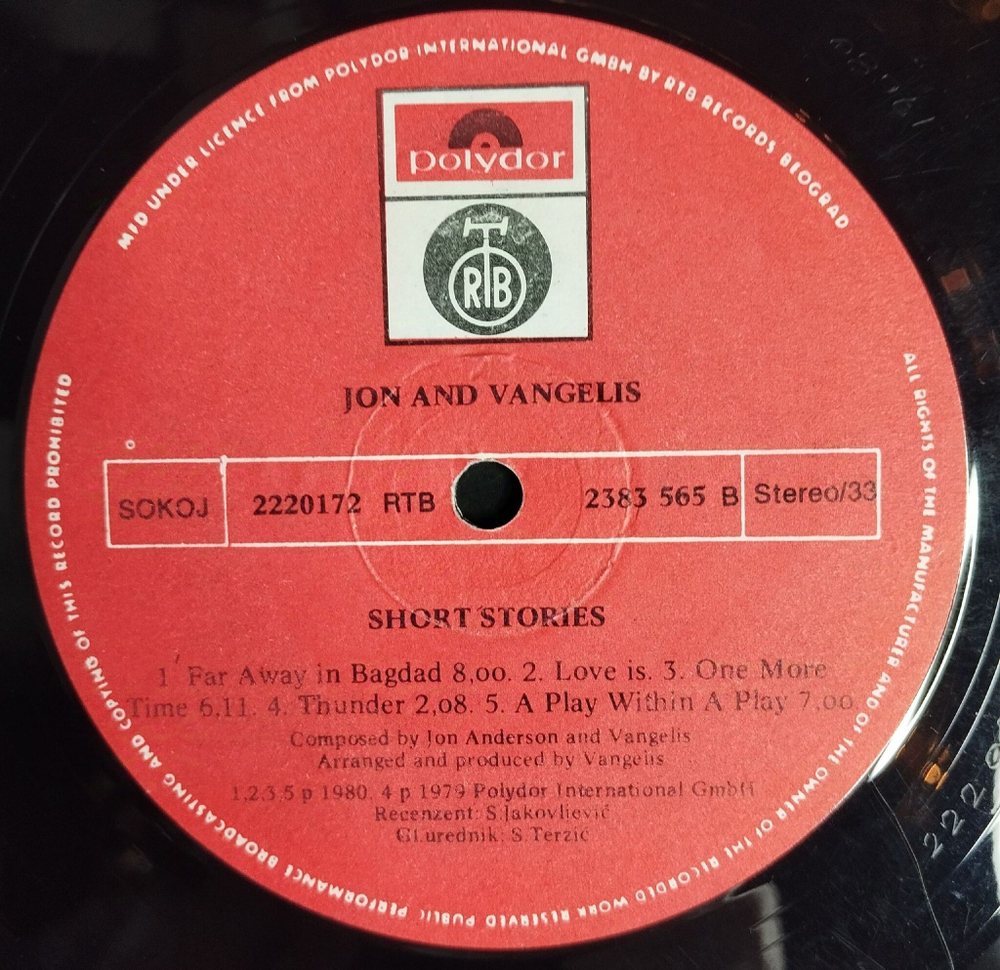 MFD UNDER LICENCE FROM POLYDOR INTERNATIONAL GMBH BY RTB RECORDS BEOGRAD
polydor
RTB
JON AND VANGELIS
SOKOJ 2220172 RTB 2383 565 B Stereo/33
SHORT STORIES
1 Far Away in Bagdad 8,oo. 2. Love is. 3. One More
Time 6,11. 4. Thunder 2,o8. 5. A Play Within A Play 7,oo.
Composed by Jon Anderson and Vangelis
Arranged and produced by Vangelis
1,2,3,5 p 1980. 4 p 1979 Polydor International GmbH
Recenzent: S.Jakovljević
Gl.urednik: S.Terzić
ALL RIGHTS OF THE MANUFACTURER AND OF THE OWNER OF THE RECORDED WORK RESERVED PUBLIC PERFORMANCE BROADCASTING AND COPYING OF THIS RECORD PROHIBITED